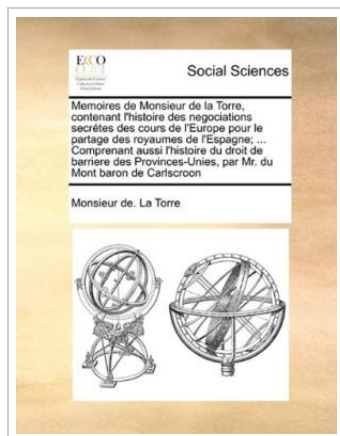 ECCO
Social Sciences
Memoires de Monsieur de la Torre,
contenant l'histoire des negociations
secrétes des cours de l'Europe pour le
partage des royaumes de l'Espagne; ...
Comprenant aussi l'histoire du droit de
barriere des Provinces-Unies, par Mr. du
Mont baron de Carlscroon
Monsieur de. La Torre